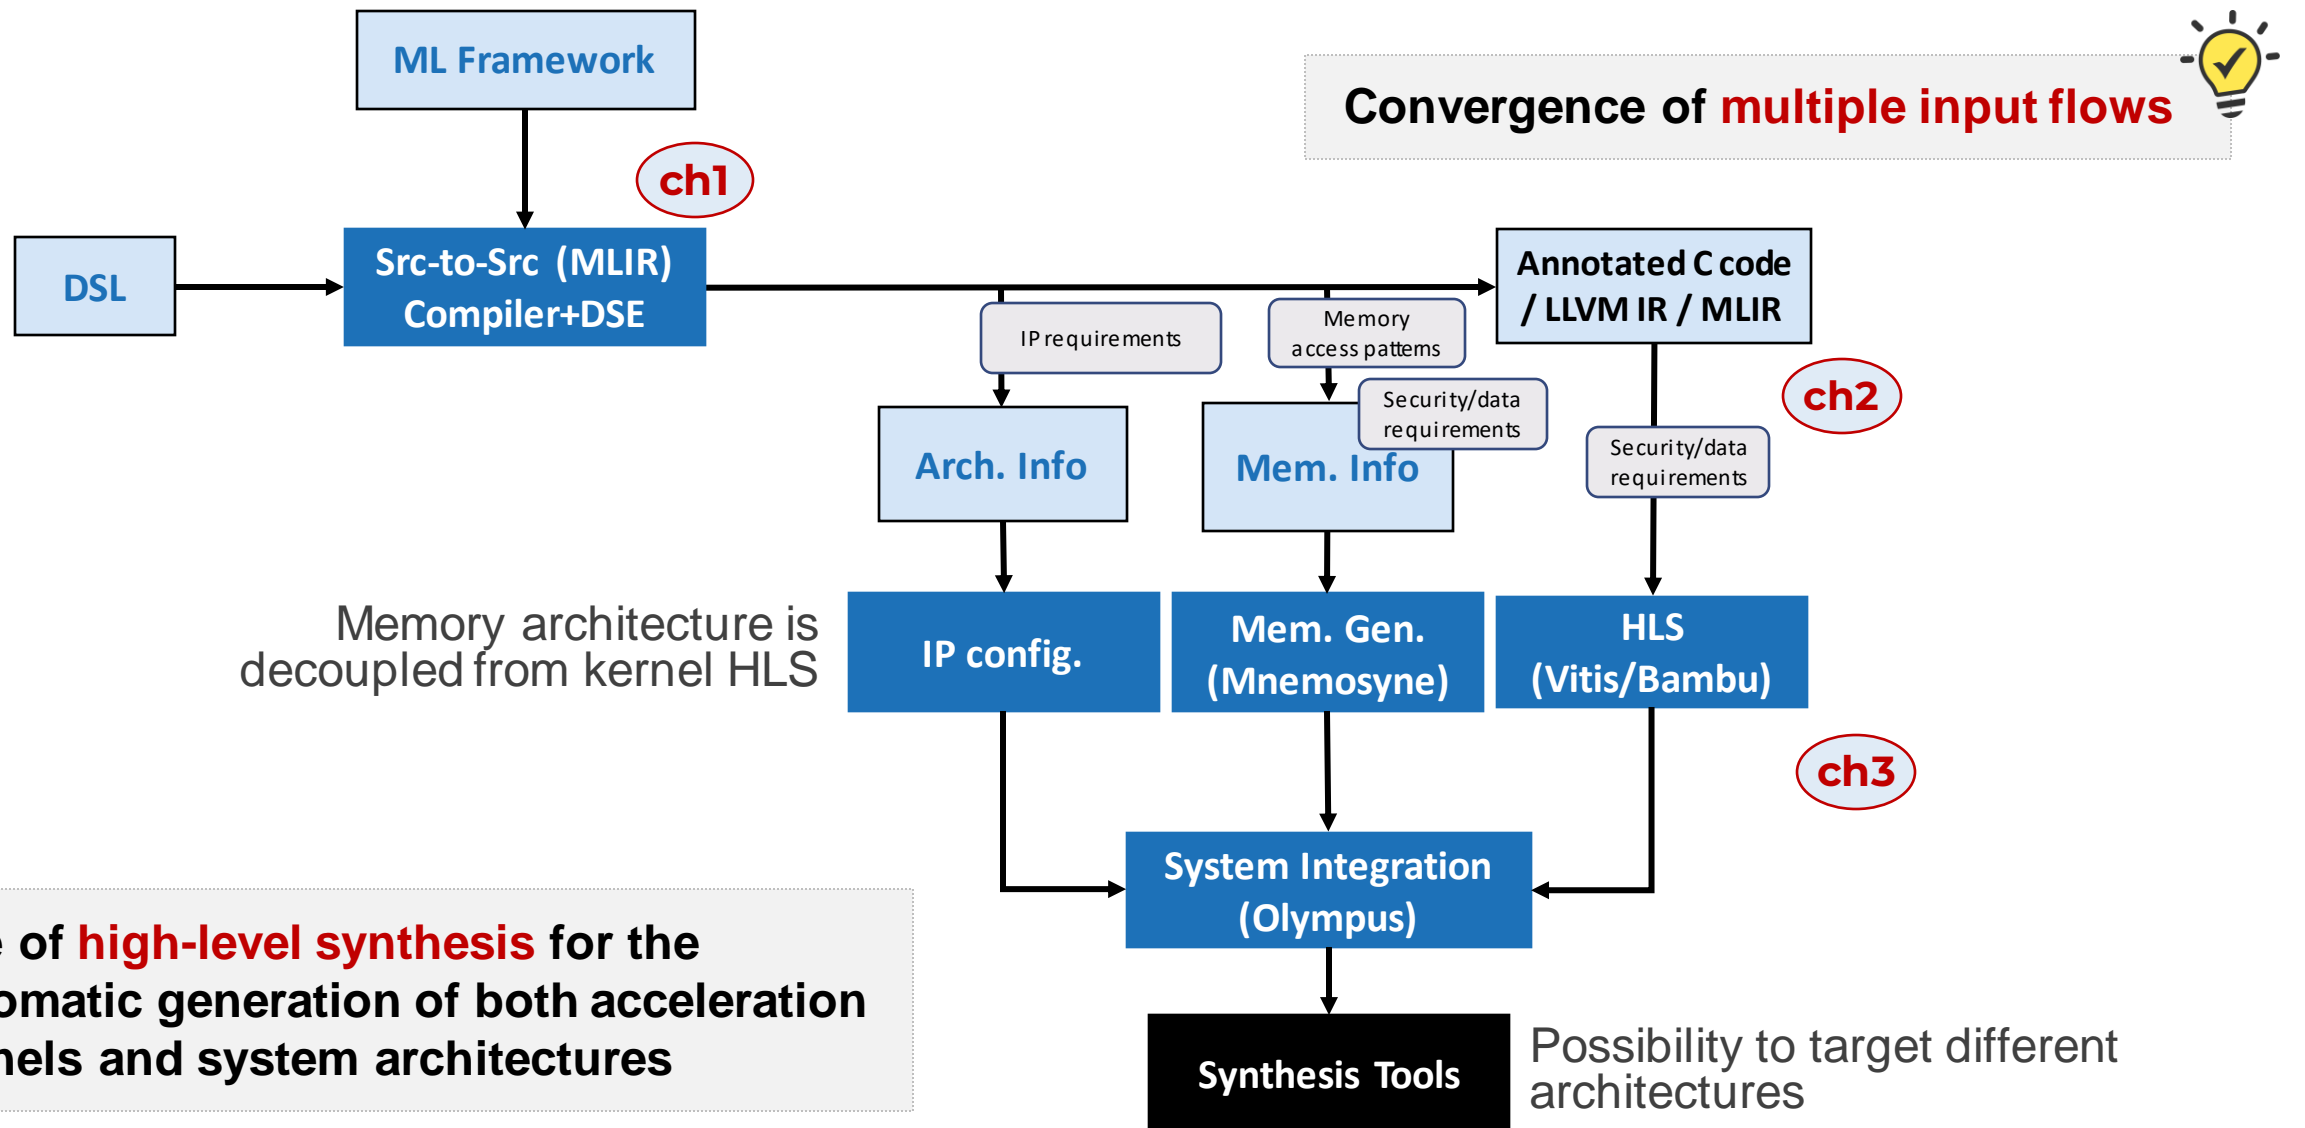 ML Framework
Convergence of multiple input flows
ch1
DSL
Src-to-Src (MLIR)
Compiler+DSE
Annotated C code
/ LLVM IR / MLIR
IP requirements
Memory
access patterns
Security/data
requirements
ch2
Arch. Info
Mem. Info
Security/data
requirements
Memory architecture is
decoupled from kernel HLS
IP config.
Mem. Gen.
(Mnemosyne)
HLS
(Vitis/Bambu)
ch3
System Integration
(Olympus)
of high-level synthesis for the
generation of both acceleration
and system architectures
Synthesis Tools
Possibility to target different
architectures